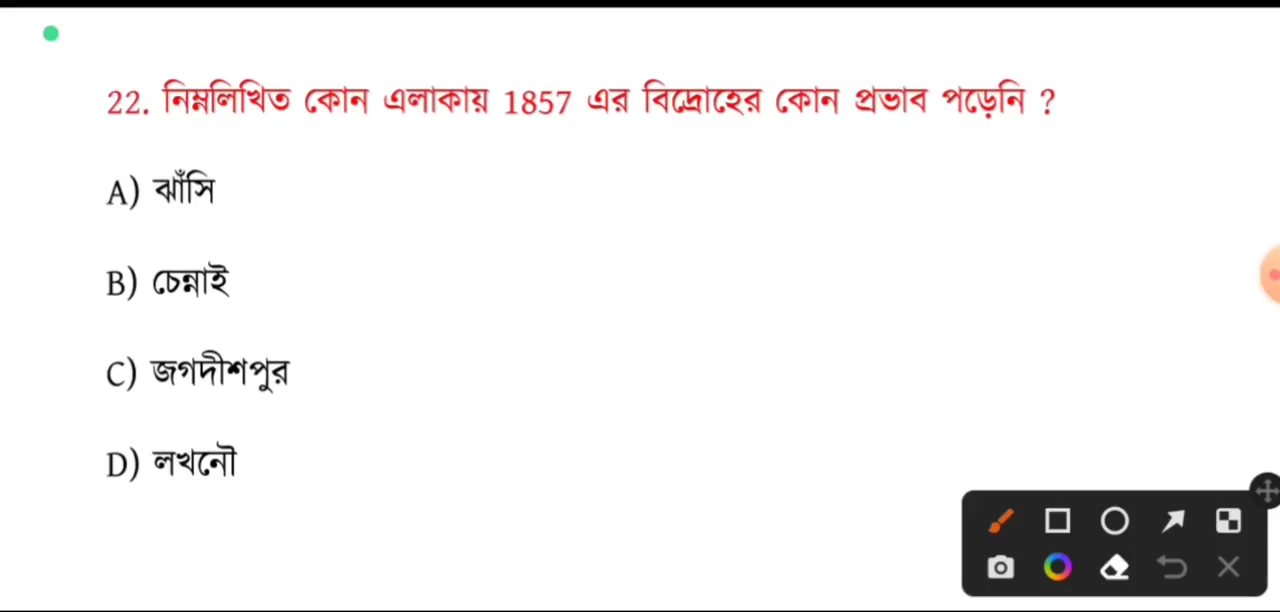 22. নিম্নলিখিত কোন এলাকায় 1857 এর বিদ্রোহের কোন প্রভাব পড়েনি ?
A) ঝাঁসি
B) চেন্নাই
C) জগদীশপুর
D) লখনৌ